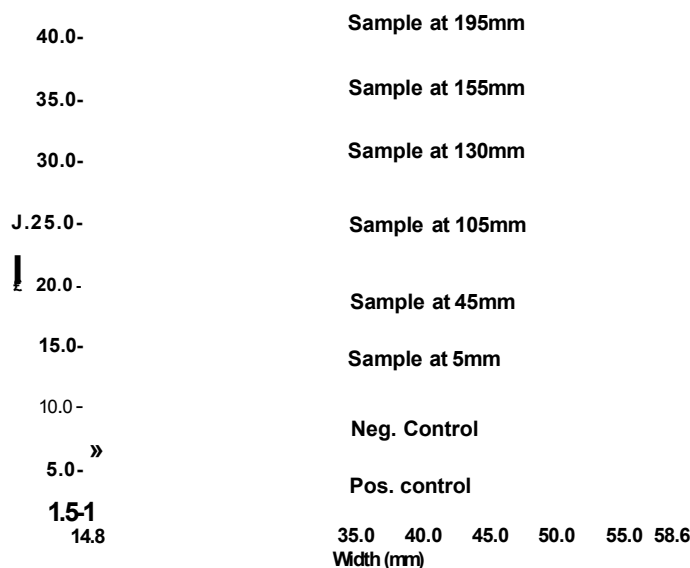 40.0-
Sample at 195mm
35.0-
Sample at 155mm
30.0-
Sample at 130mm
J.25.0-
Sample at 105mm
£ 20.0-
Sample at 45mm
15.0-
Sample at 5mm
10.0-
Neg. Control
»
5.0-
Pos. control
1.5-1
14.8 35.0 40.0 45.0 50.0 55.0 58.6
Width (mm)